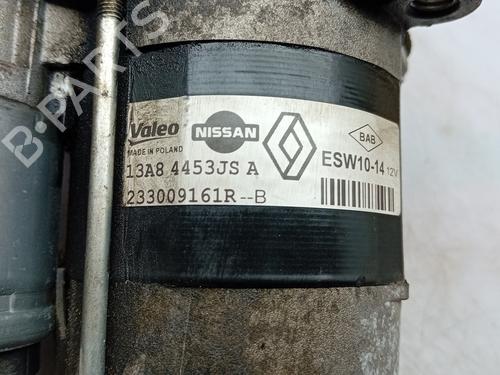 B-Parts
Valeo
MADE IN POLAND
NISSAN
BAB
ESW10-14 12V
13A8 4453JS A
233009161R--B